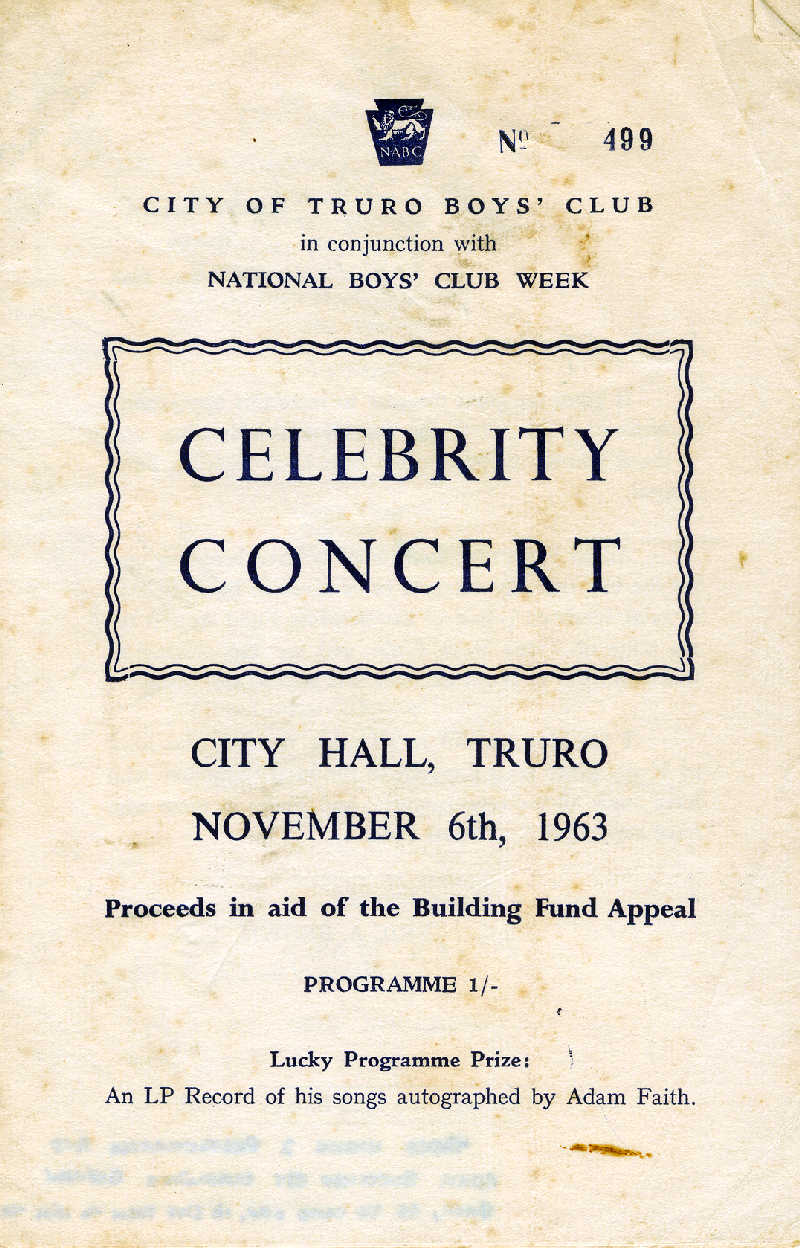 NABC
Nº 499
CITY OF TRURO BOYS' CLUB
in conjunction with
NATIONAL BOYS' CLUB WEEK
CELEBRITY
CONCERT
CITY HALL, TRURO
NOVEMBER 6th, 1963
Proceeds in aid of the Building Fund Appeal
PROGRAMME 1/-
Lucky Programme Prize:
An LP Record of his songs autographed by Adam Faith.